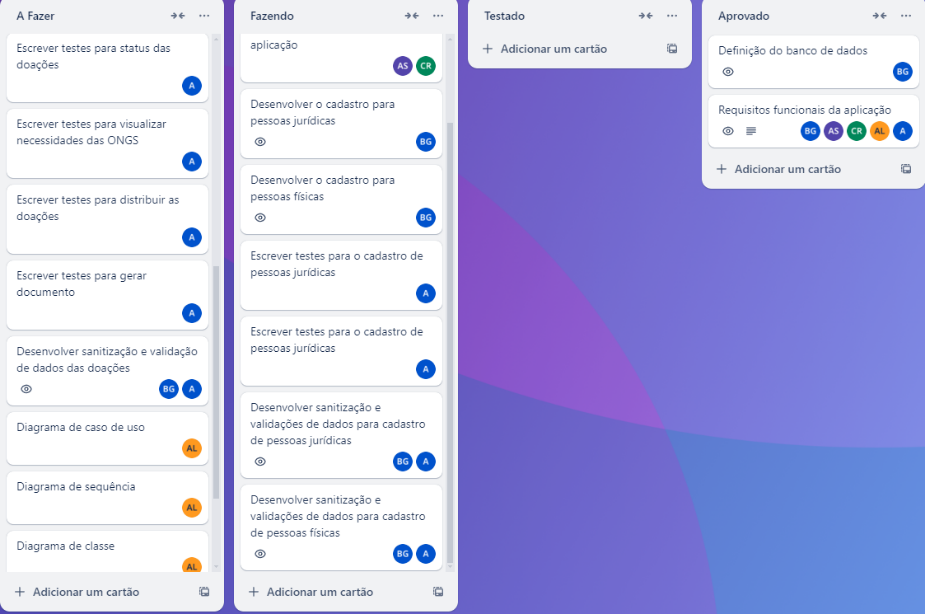 A Fazer
Escrever testes para status das
doações
A
Escrever testes para visualizar
necessidades das ONGS
A
Escrever testes para distribuir as
doações
A
Escrever testes para gerar
documento
A
Desenvolver sanitização e validação
de dados das doações
BG A
Diagrama de caso de uso
AL
Diagrama de sequência
AL
Diagrama de classe
AL
Adicionar um cartão
Fazendo
aplicação
AS CR
Desenvolver o cadastro para
pessoas jurídicas
BG
Desenvolver o cadastro para
pessoas físicas
BG
Escrever testes para o cadastro de
pessoas jurídicas
A
Escrever testes para o cadastro de
pessoas jurídicas
A
Desenvolver sanitização e
validações de dados para cadastro
de pessoas jurídicas
BG A
Desenvolver sanitização e
validações de dados para cadastro
de pessoas físicas
BG A
Adicionar um cartão
Testado
Adicionar um cartão
Aprovado
Definição do banco de dados
BG
Requisitos funcionais da aplicação
BG AS CR AL A
Adicionar um cartão